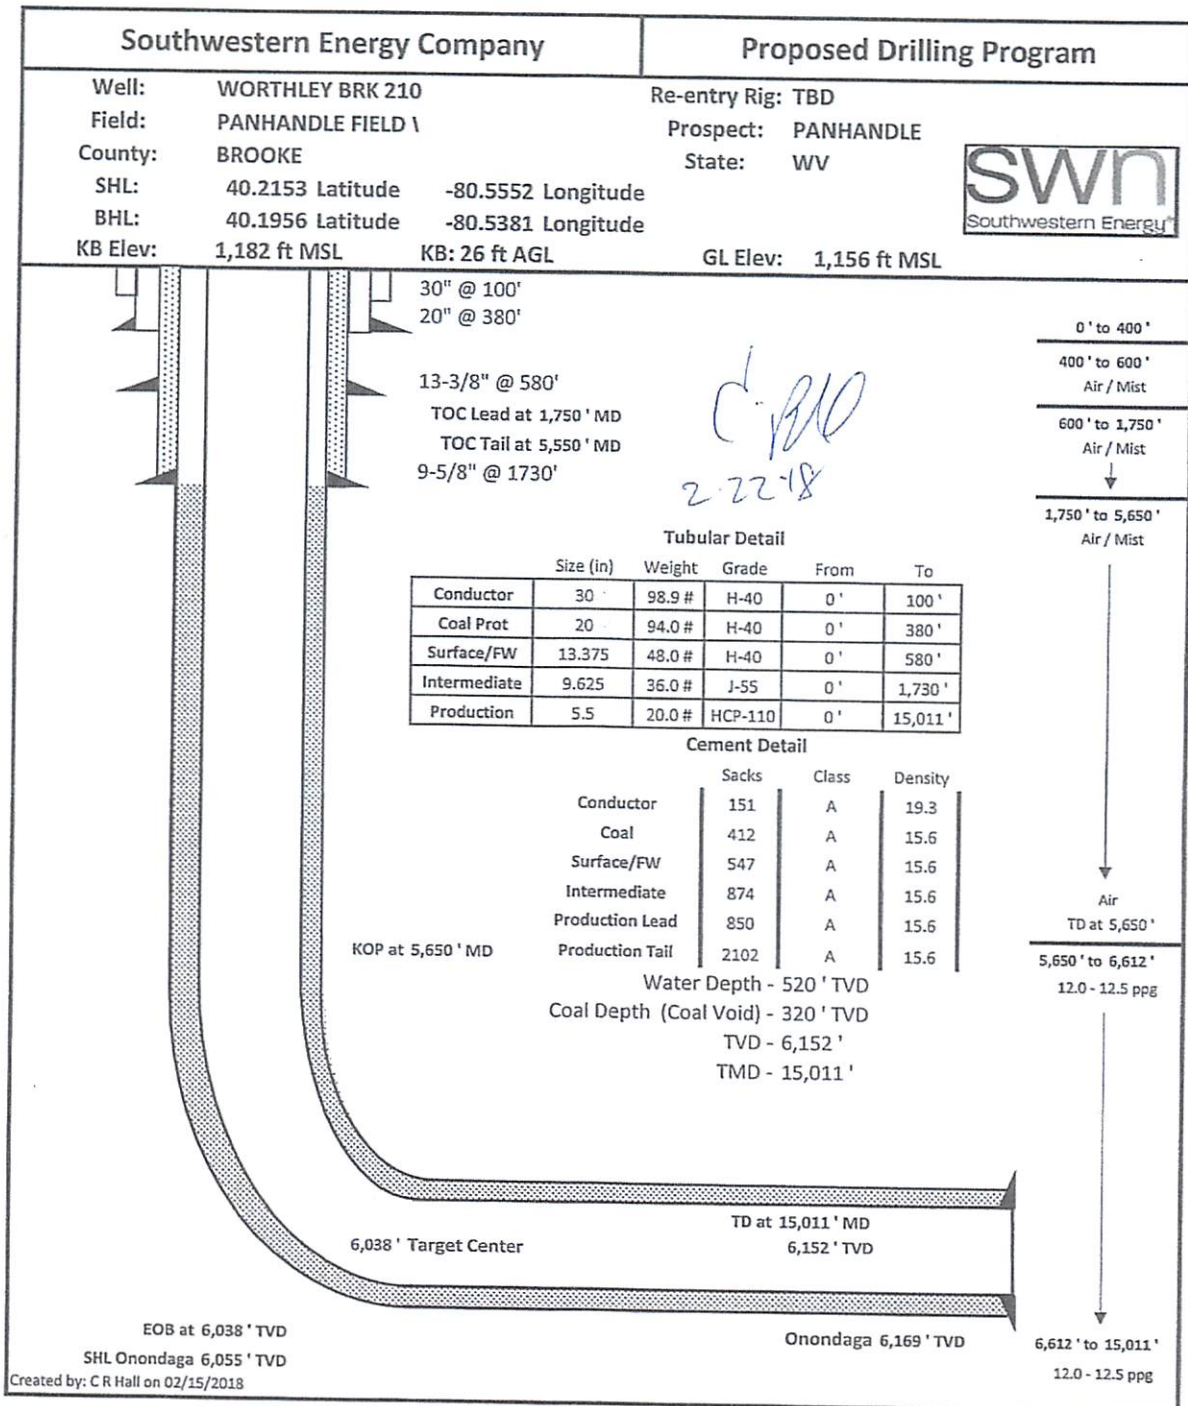 Southwestern Energy Company
Proposed Drilling Program
Well: WORTHLEY BRK 210
Re-entry Rig: TBD
Field: PANHANDLE FIELD \
Prospect: PANHANDLE
County: BROOKE
State: WV
SHL: 40.2153 Latitude -80.5552 Longitude
BHL: 40.1956 Latitude -80.5381 Longitude
KB Elev: 1,182 ft MSL KB: 26 ft AGL GL Elev: 1,156 ft MSL
swn
Southwestern Energy
30" @ 100'
20" @ 380'
13-3/8" @ 580'
TOC Lead at 1,750 ' MD
TOC Tail at 5,550 ' MD
9-5/8" @ 1730'
2-22-18
0 ' to 400 '
400 ' to 600 '
Air / Mist
600 ' to 1,750 '
Air / Mist
1,750 ' to 5,650 '
Air / Mist
Tubular Detail
Size (in) Weight Grade From To
Conductor 30 98.9 # H-40 0 ' 100 '
Coal Prot 20 94.0 # H-40 0 ' 380 '
Surface/FW 13.375 48.0 # H-40 0 ' 580 '
Intermediate 9.625 36.0 # J-55 0 ' 1,730 '
Production 5.5 20.0 # HCP-110 0 ' 15,011 '
Cement Detail
Sacks Class Density
Conductor 151 A 19.3
Coal 412 A 15.6
Surface/FW 547 A 15.6
Intermediate 874 A 15.6
Production Lead 850 A 15.6
Production Tail 2102 A 15.6
KOP at 5,650 ' MD
Water Depth - 520 ' TVD
Coal Depth (Coal Void) - 320 ' TVD
TVD - 6,152 '
TMD - 15,011 '
Air
TD at 5,650 '
5,650 ' to 6,612 '
12.0 - 12.5 ppg
TD at 15,011 ' MD
6,152 ' TVD
6,038 ' Target Center
EOB at 6,038 ' TVD
SHL Onondaga 6,055 ' TVD
Onondaga 6,169 ' TVD
6,612 ' to 15,011 '
12.0 - 12.5 ppg
Created by: C R Hall on 02/15/2018